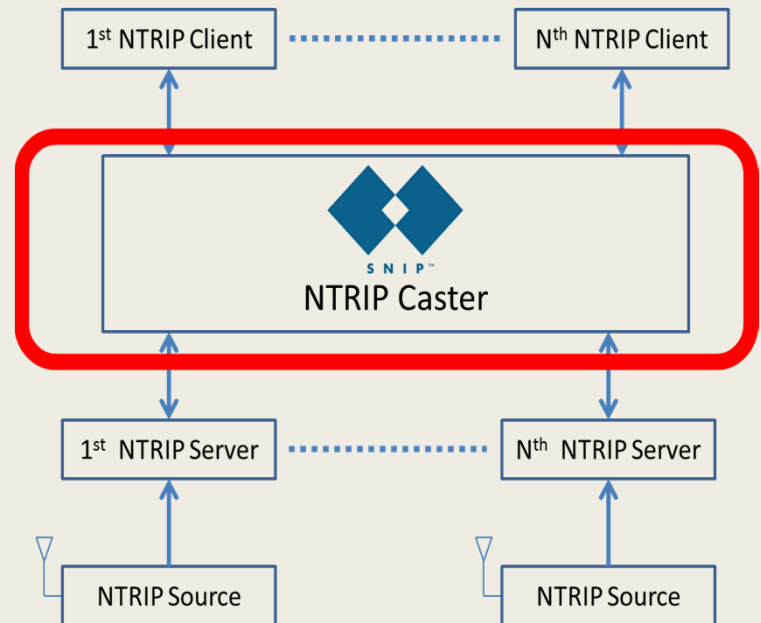 1st NTRIP Client
Nth NTRIP Client
SNIP™
NTRIP Caster
1st NTRIP Server
Nth NTRIP Server
NTRIP Source
NTRIP Source